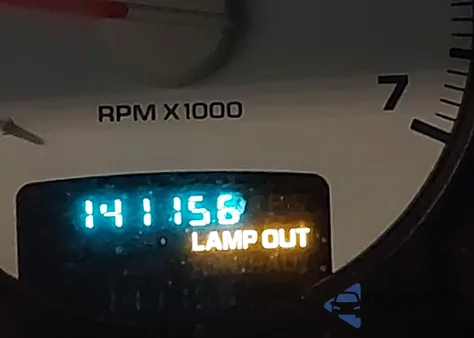 RPM X1000
7
141156
LAMP OUT